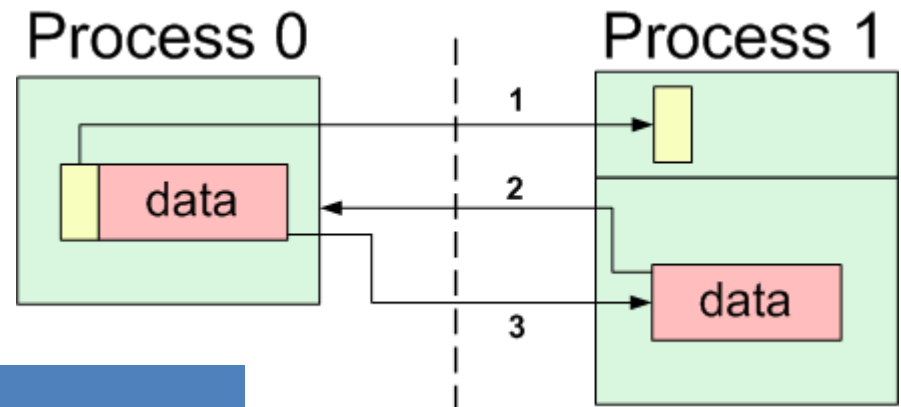 Process 0
Process 1
1
data
2
data
3